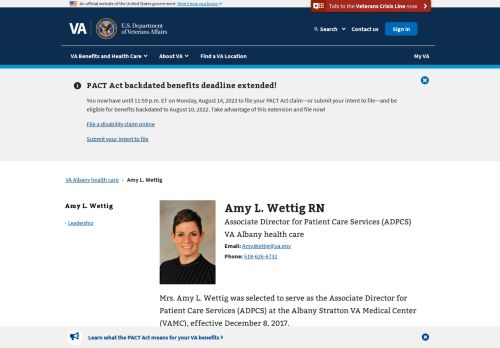 An official website of the United States government Here's how you know
Talk to the Veterans Crisis Line now
VA
U.S. Department
of Veterans Affairs
Search
Contact us
Sign in
VA Benefits and Health Care
About VA
Find a VA Location
My VA
PACT Act backdated benefits deadline extended!
You now have until 11:59 p.m. ET on Monday, August 14, 2023 to file your PACT Act claim—or submit your intent to file—and
be eligible for benefits backdated to August 10, 2022. Take advantage of this extension and file now!
File a disability claim online
Submit your intent to file
VA Albany health care › Amy L. Wettig
Amy L. Wettig
› Leadership
Amy L. Wettig RN
Associate Director for Patient Care Services (ADPCS)
VA Albany health care
Email: Amy.Wettig@va.gov
Phone: 518-626-6732
Mrs. Amy L. Wettig was selected to serve as the Associate Director for
Patient Care Services (ADPCS) at the Albany Stratton VA Medical Center
(VAMC), effective December 8, 2017.
Learn what the PACT Act means for your VA benefits ›